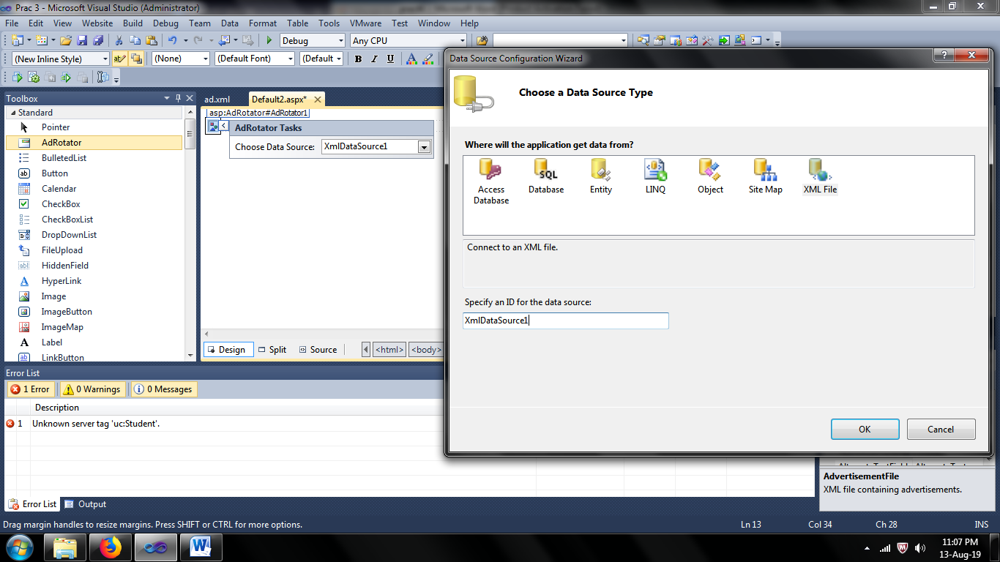 Prac 3 - Microsoft Visual Studio (Administrator)
File Edit View Website Build Debug Team Data Format Table Tools VMware Test Window Help
Debug Any CPU
(New Inline Style) (None) (Default Font) (Default B I U A
Toolbox
Standard
Pointer
AdRotator
BulletedList
Button
Calendar
CheckBox
CheckBoxList
DropDownList
FileUpload
HiddenField
HyperLink
Image
ImageButton
ImageMap
Label
LinkButton
ad.xml Default2.aspx*
asp:AdRotator#AdRotator1
AdRotator Tasks
Choose Data Source: XmlDataSource1
Design Split Source <html> <body>
Data Source Configuration Wizard
Choose a Data Source Type
Where will the application get data from?
Access Database
SQL Database
Entity
LINQ
Object
Site Map
XML File
Connect to an XML file.
Specify an ID for the data source:
XmlDataSource1
OK Cancel
Error List
1 Error 0 Warnings 0 Messages
Description
1 Unknown server tag 'uc:Student'.
Error List Output
AdvertisementFile
XML file containing advertisements.
Drag margin handles to resize margins. Press SHIFT or CTRL for more options. Ln 13 Col 34 Ch 28 INS
11:07 PM
13-Aug-19